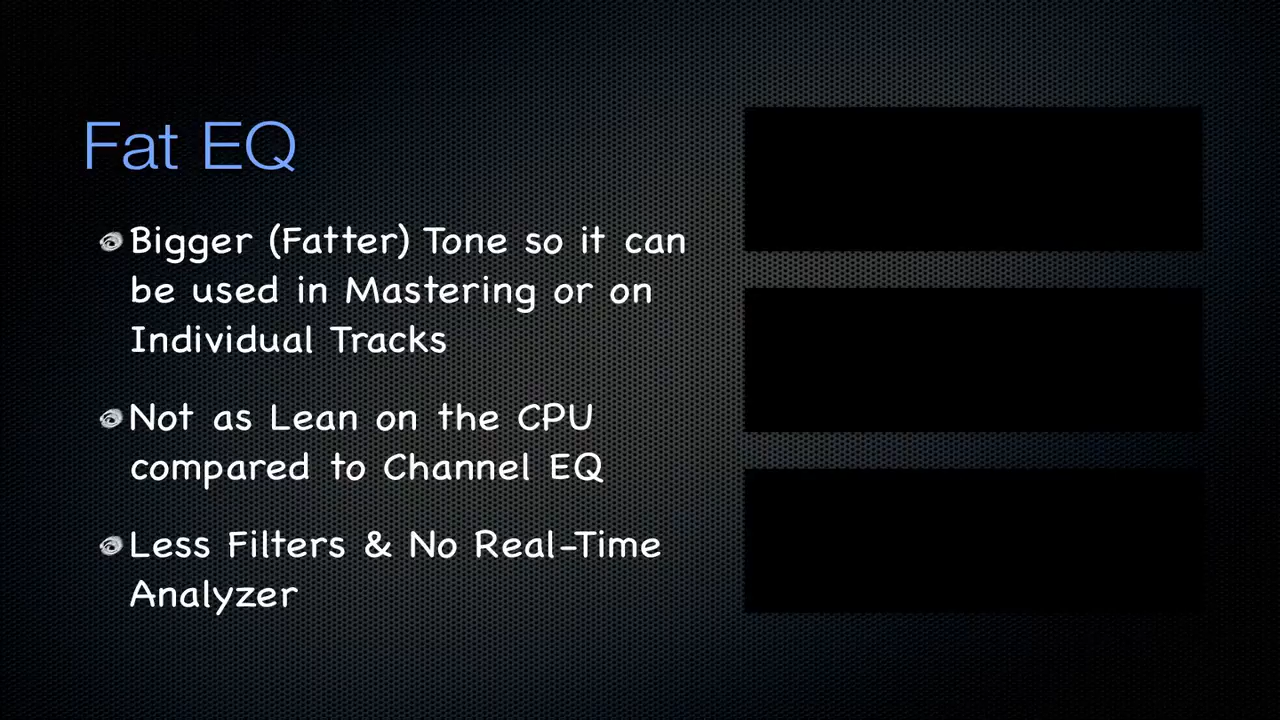 Fat EQ
Bigger (Fatter) Tone so it can
be used in Mastering or on
Individual Tracks
Not as Lean on the CPU
compared to Channel EQ
Less Filters & No Real-Time
Analyzer